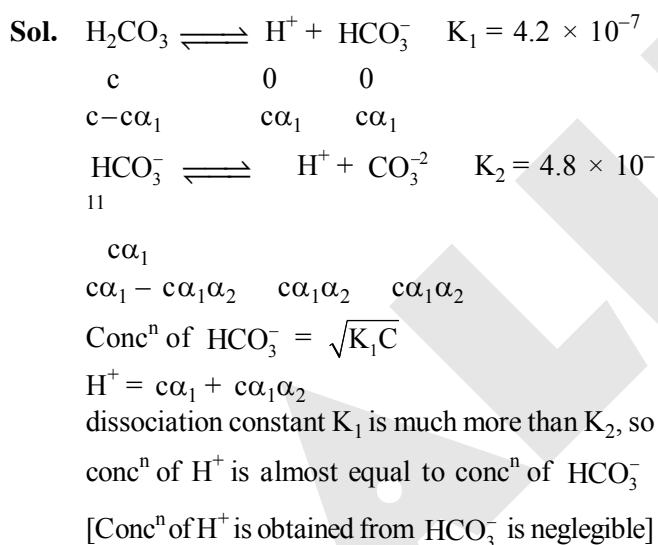 Sol. H₂CO₃ ⇌ H⁺ + HCO₃⁻ K₁ = 4.2 × 10⁻⁷
c 0 0
c−cα₁ cα₁ cα₁
HCO₃⁻ ⇌ H⁺ + CO₃⁻² K₂ = 4.8 × 10⁻
11
cα₁
cα₁ − cα₁α₂ cα₁α₂ cα₁α₂
Concⁿ of HCO₃⁻ = √K₁C
H⁺ = cα₁ + cα₁α₂
dissociation constant K₁ is much more than K₂, so
concⁿ of H⁺ is almost equal to concⁿ of HCO₃⁻
[Concⁿ of H⁺ is obtained from HCO₃⁻ is neglegible]